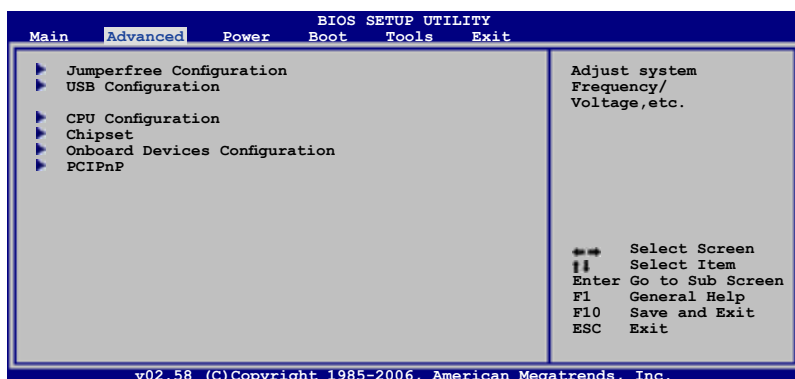 BIOS SETUP UTILITY
Main Advanced Power Boot Tools Exit
Jumperfree Configuration
USB Configuration
CPU Configuration
Chipset
Onboard Devices Configuration
PCIPnP
Adjust system
Frequency/
Voltage,etc.
Select Screen
Select Item
Enter Go to Sub Screen
F1 General Help
F10 Save and Exit
ESC Exit
v02.58 (C)Copyright 1985-2006, American Megatrends, Inc.